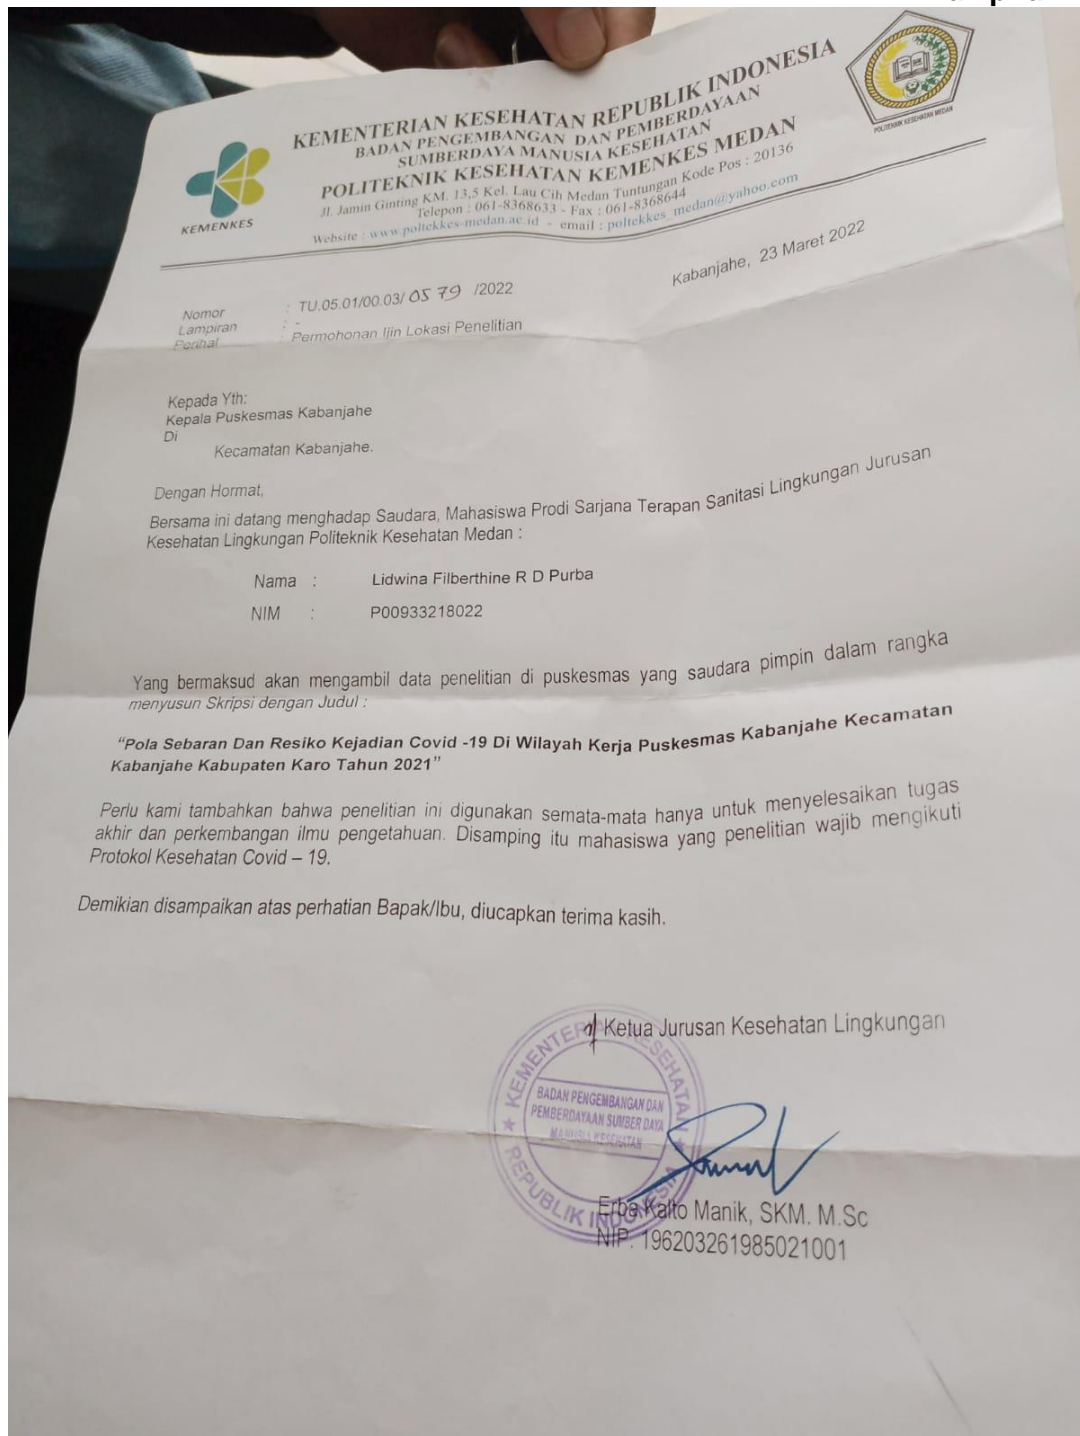 KEMENTERIAN KESEHATAN REPUBLIK INDONESIA
BADAN PENGEMBANGAN DAN PEMBERDAYAAN
SUMBERDAYA MANUSIA KESEHATAN
POLITEKNIK KESEHATAN KEMENKES MEDAN
Jl. Jamin Ginting KM. 13,5 Kel. Lau Cih Medan Tuntungan Kode Pos : 20136
Telepon : 061-8368633 - Fax : 061-8368644
Website : www.poltekkes-medan.ac.id - email : poltekkes_medan@yahoo.com
KEMENKES
POLITEKNIK KESEHATAN MEDAN
Kabanjahe, 23 Maret 2022
Nomor : TU.05.01/00.03/ 0579 /2022
Lampiran : -
Perihal : Permohonan Ijin Lokasi Penelitian
Kepada Yth:
Kepala Puskesmas Kabanjahe
Di
Kecamatan Kabanjahe.
Dengan Hormat,
Bersama ini datang menghadap Saudara, Mahasiswa Prodi Sarjana Terapan Sanitasi Lingkungan Jurusan
Kesehatan Lingkungan Politeknik Kesehatan Medan :
Nama : Lidwina Filberthine R D Purba
NIM : P00933218022
Yang bermaksud akan mengambil data penelitian di puskesmas yang saudara pimpin dalam rangka
menyusun Skripsi dengan Judul :
“Pola Sebaran Dan Resiko Kejadian Covid -19 Di Wilayah Kerja Puskesmas Kabanjahe Kecamatan
Kabanjahe Kabupaten Karo Tahun 2021”
Perlu kami tambahkan bahwa penelitian ini digunakan semata-mata hanya untuk menyelesaikan tugas
akhir dan perkembangan ilmu pengetahuan. Disamping itu mahasiswa yang penelitian wajib mengikuti
Protokol Kesehatan Covid – 19.
Demikian disampaikan atas perhatian Bapak/Ibu, diucapkan terima kasih.
Ketua Jurusan Kesehatan Lingkungan
KEMENTERIAN KESEHATAN
BADAN PENGEMBANGAN DAN
PEMBERDAYAAN SUMBER DAYA
MANUSIA KESEHATAN
REPUBLIK INDONESIA
Erba Kalto Manik, SKM. M.Sc
NIP. 196203261985021001